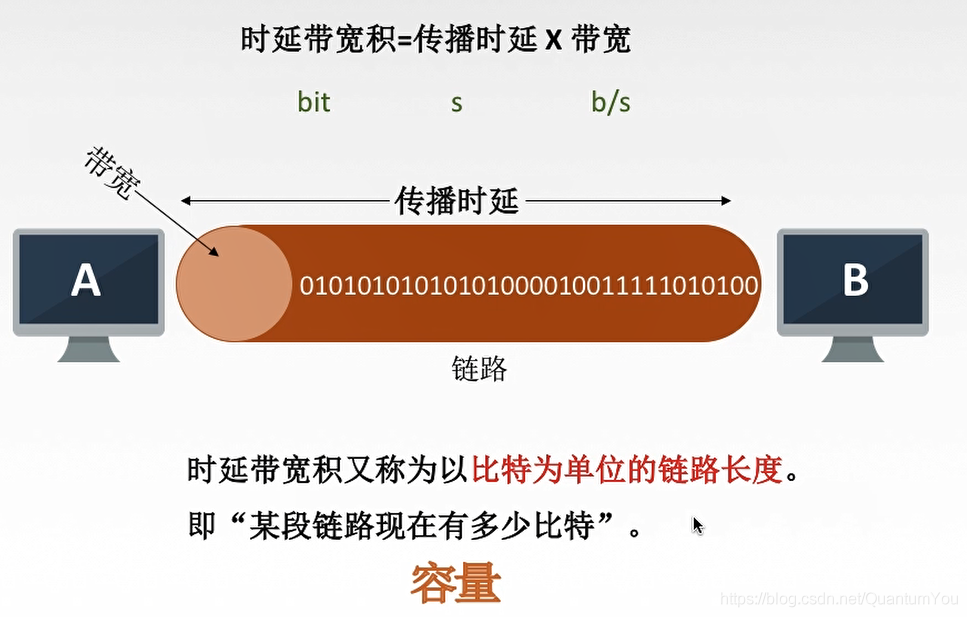 时延带宽积=传播时延 X 带宽
bit s b/s
带宽
传播时延
A
01010101010101000010011111010100
B
链路
时延带宽积又称为以比特为单位的链路长度。
即“某段链路现在有多少比特”。
容量
https://blog.csdn.net/QuantumYou